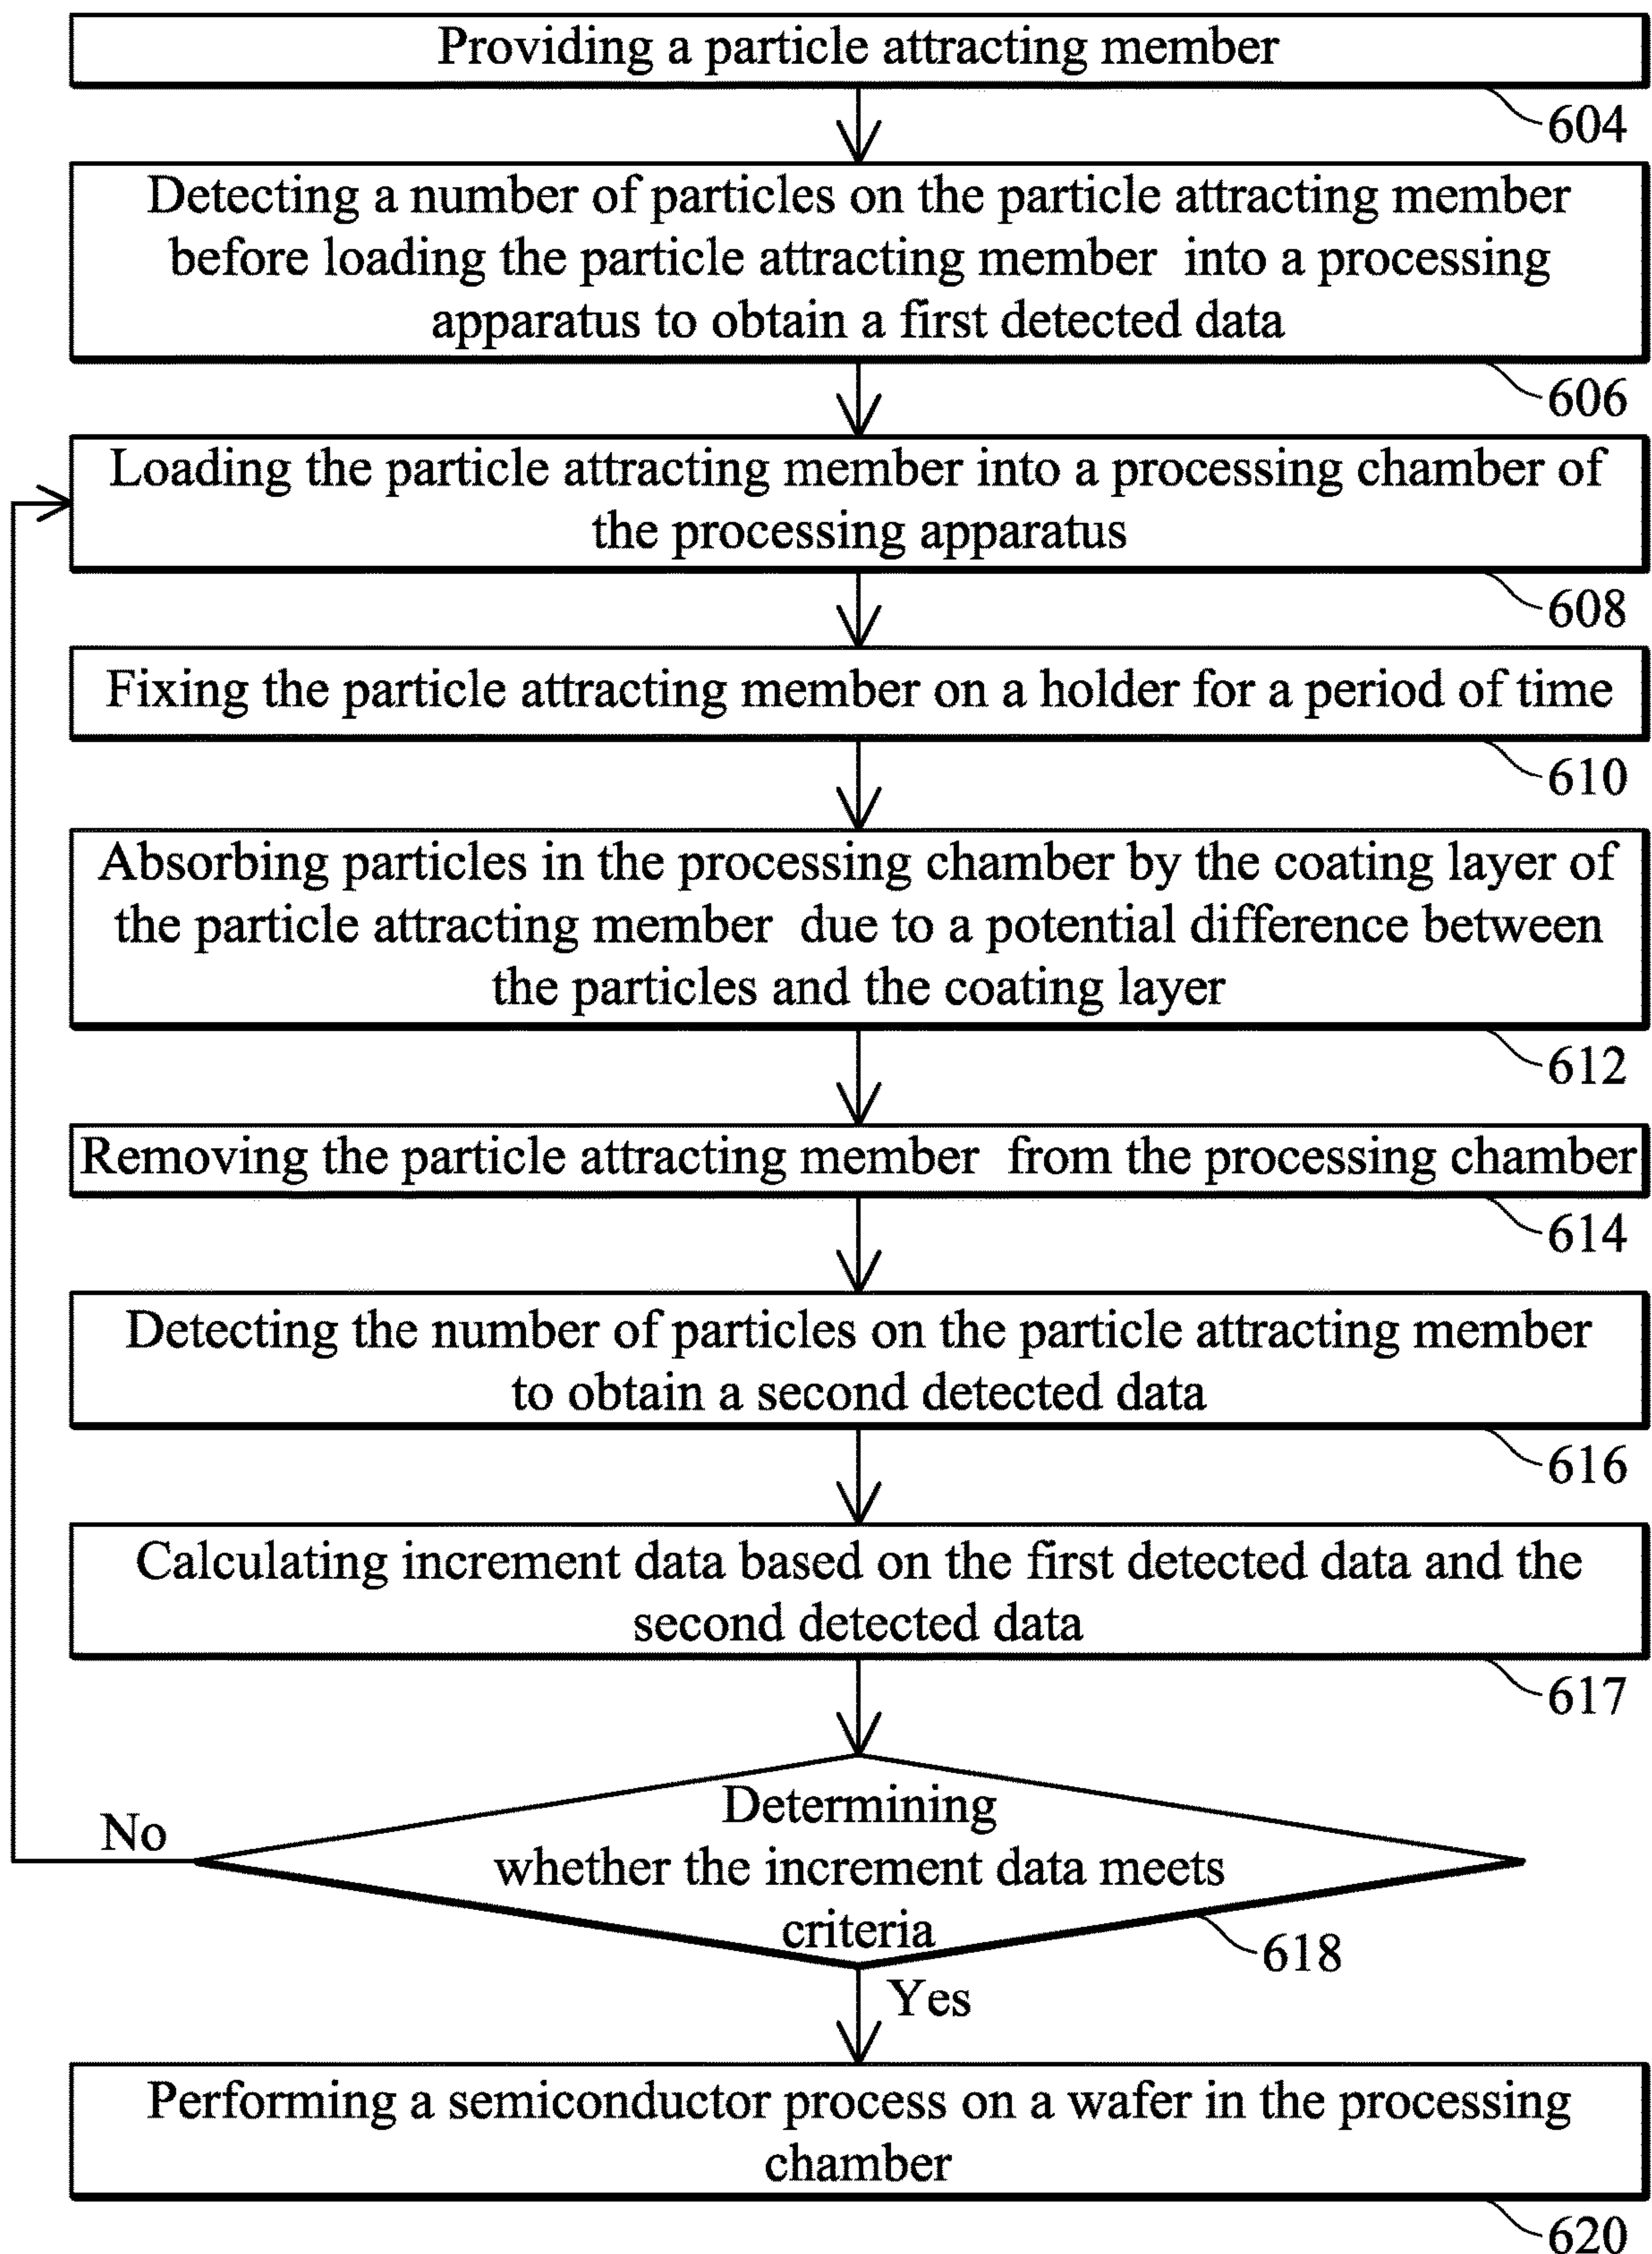 Providing a particle attracting member
604
Detecting a number of particles on the particle attracting member
before loading the particle attracting member into a processing
apparatus to obtain a first detected data
606
Loading the particle attracting member into a processing chamber of
the processing apparatus
608
Fixing the particle attracting member on a holder for a period of time
610
Absorbing particles in the processing chamber by the coating layer of
the particle attracting member due to a potential difference between
the particles and the coating layer
612
Removing the particle attracting member from the processing chamber
614
Detecting the number of particles on the particle attracting member
to obtain a second detected data
616
Calculating increment data based on the first detected data and the
second detected data
617
Determining
No
whether the increment data meets
criteria
618
Yes
Performing a semiconductor process on a wafer in the processing
chamber
620